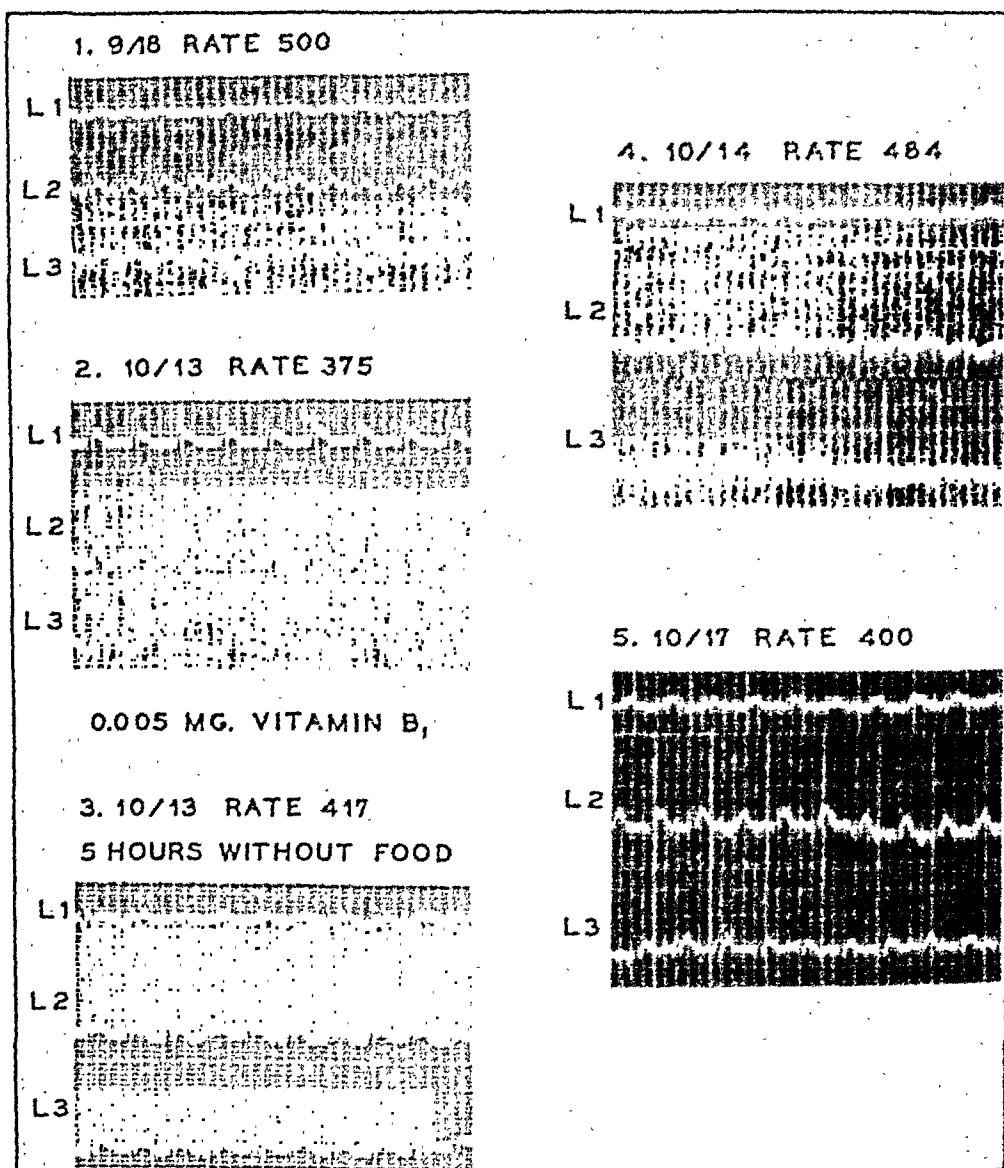 1. 9/18 RATE 500
L1
L2
L3
2. 10/13 RATE 375
L1
L2
L3
0.005 MG. VITAMIN B,
3. 10/13 RATE 417
5 HOURS WITHOUT FOOD
L1
L2
L3
4. 10/14 RATE 484
L1
L2
L3
5. 10/17 RATE 400
L1
L2
L3